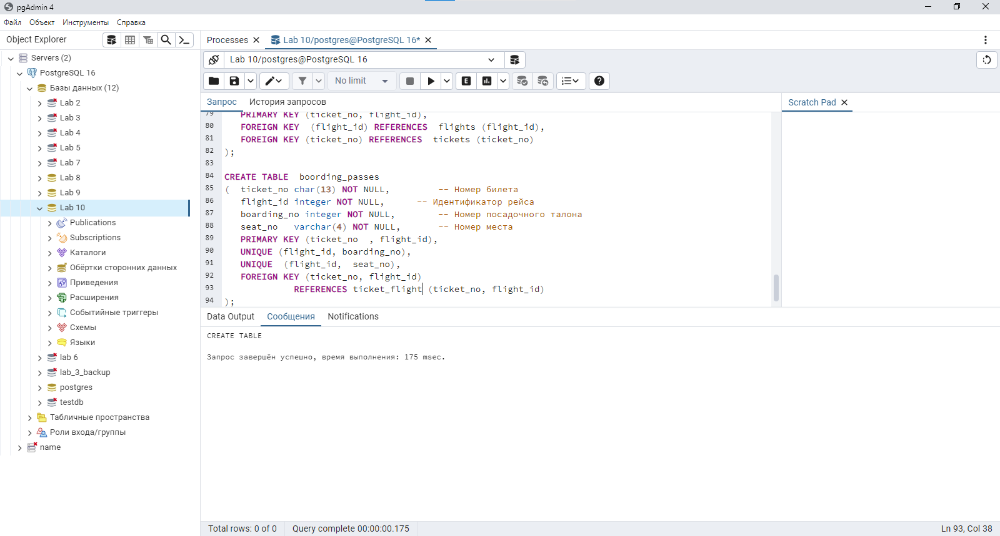 pgAdmin 4
Файл Объект Инструменты Справка
Object Explorer
Processes
Lab 10/postgres@PostgreSQL 16*
Servers (2)
PostgreSQL 16
Базы данных (12)
Lab 2
Lab 3
Lab 4
Lab 5
Lab 7
Lab 8
Lab 9
Lab 10
Publications
Subscriptions
Каталоги
Обёртки сторонних данных
Приведения
Расширения
Событийные триггеры
Схемы
Языки
lab 6
lab_3_backup
postgres
testdb
Табличные пространства
Роли входа/группы
name
Lab 10/postgres@PostgreSQL 16
No limit
E
Запрос История запросов
Scratch Pad
79 PRIMARY KEY (ticket_no, flight_id),
80 FOREIGN KEY  (flight_id) REFERENCES  flights (flight_id),
81 FOREIGN KEY (ticket_no) REFERENCES  tickets (ticket_no)
82 );
83
84 CREATE TABLE  boording_passes
85 (  ticket_no char(13) NOT NULL,         -- Номер билета
86 flight_id integer NOT NULL,      -- Идентификатор рейса
87 boarding_no integer NOT NULL,        -- Номер посадочного талона
88 seat_no   varchar(4) NOT NULL,       -- Номер места
89 PRIMARY KEY (ticket_no  , flight_id),
90 UNIQUE (flight_id, boarding_no),
91 UNIQUE  (flight_id,  seat_no),
92 FOREIGN KEY (ticket_no, flight_id)
93 REFERENCES ticket_flight (ticket_no, flight_id)
94 );
Data Output Сообщения Notifications
CREATE TABLE
Запрос завершён успешно, время выполнения: 175 msec.
Total rows: 0 of 0 Query complete 00:00:00.175 Ln 93, Col 38